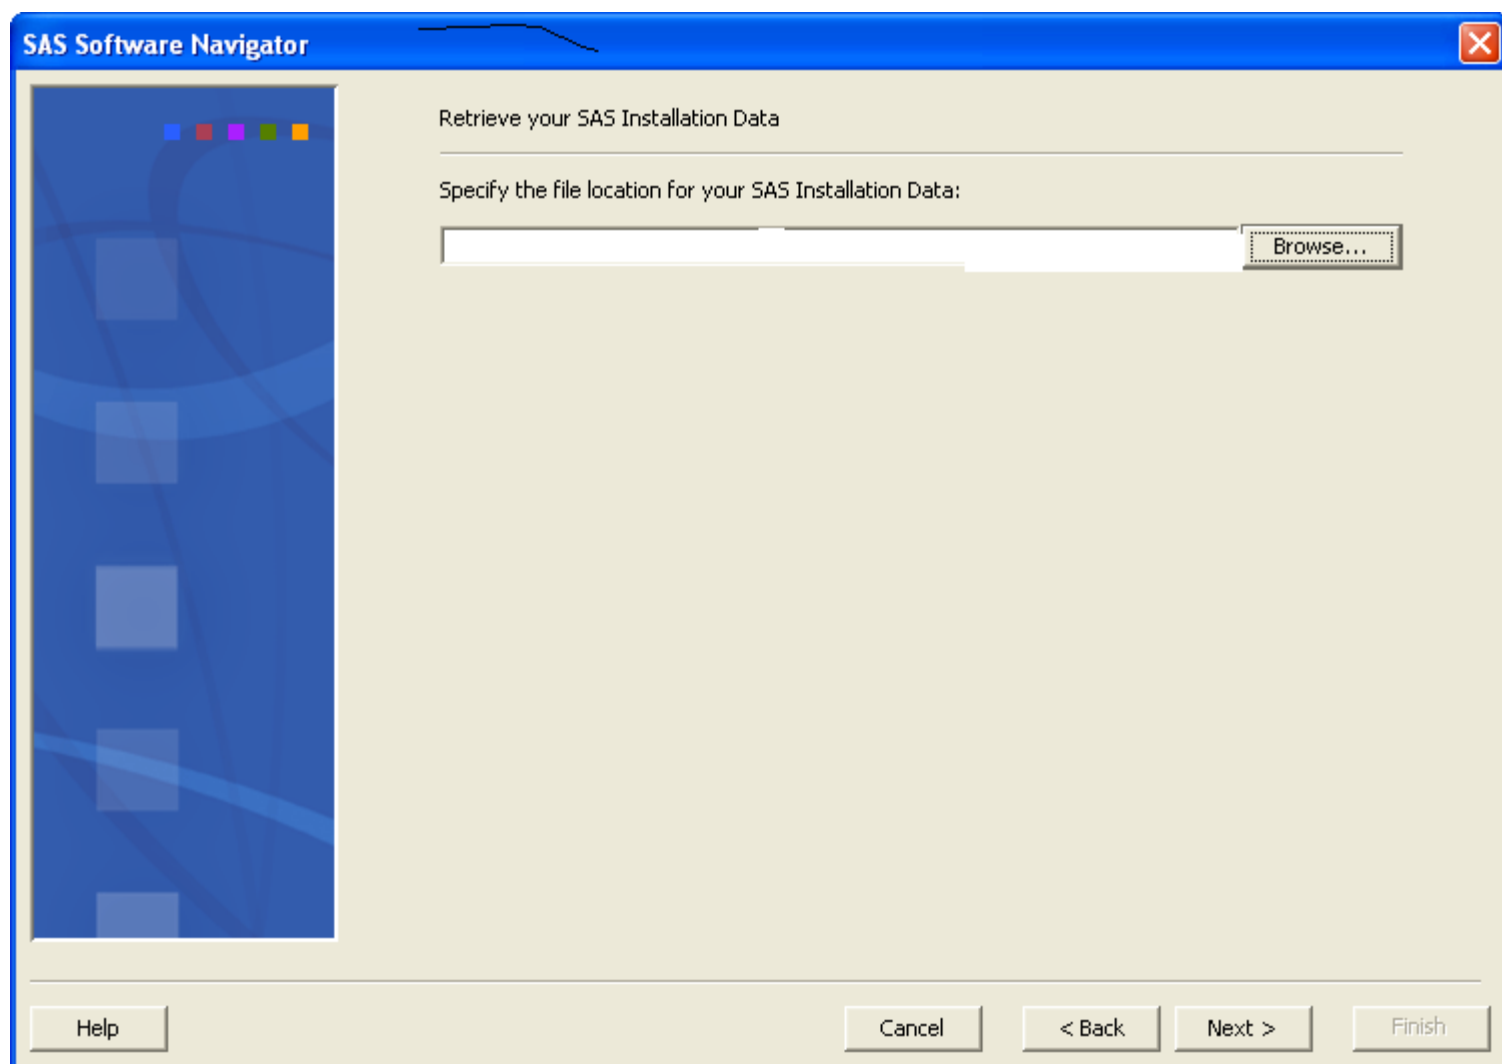 SAS Software Navigator
Retrieve your SAS Installation Data
Specify the file location for your SAS Installation Data:
Browse...
Help
Cancel
< Back
Next >
Finish